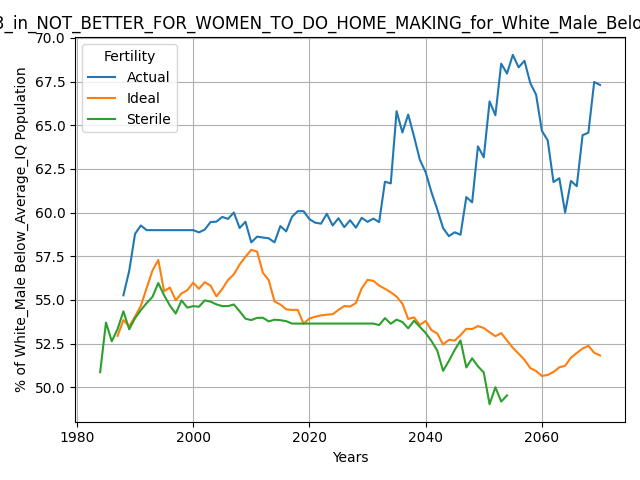 3_in_NOT_BETTER_FOR_WOMEN_TO_DO_HOME_MAKING_for_White_Male_Belo
% of White_Male Below_Average_IQ Population
70.0
67.5
65.0
62.5
60.0
57.5
55.0
52.5
50.0
Fertility
Actual
Ideal
Sterile
1980
2000
2020
2040
2060
Years